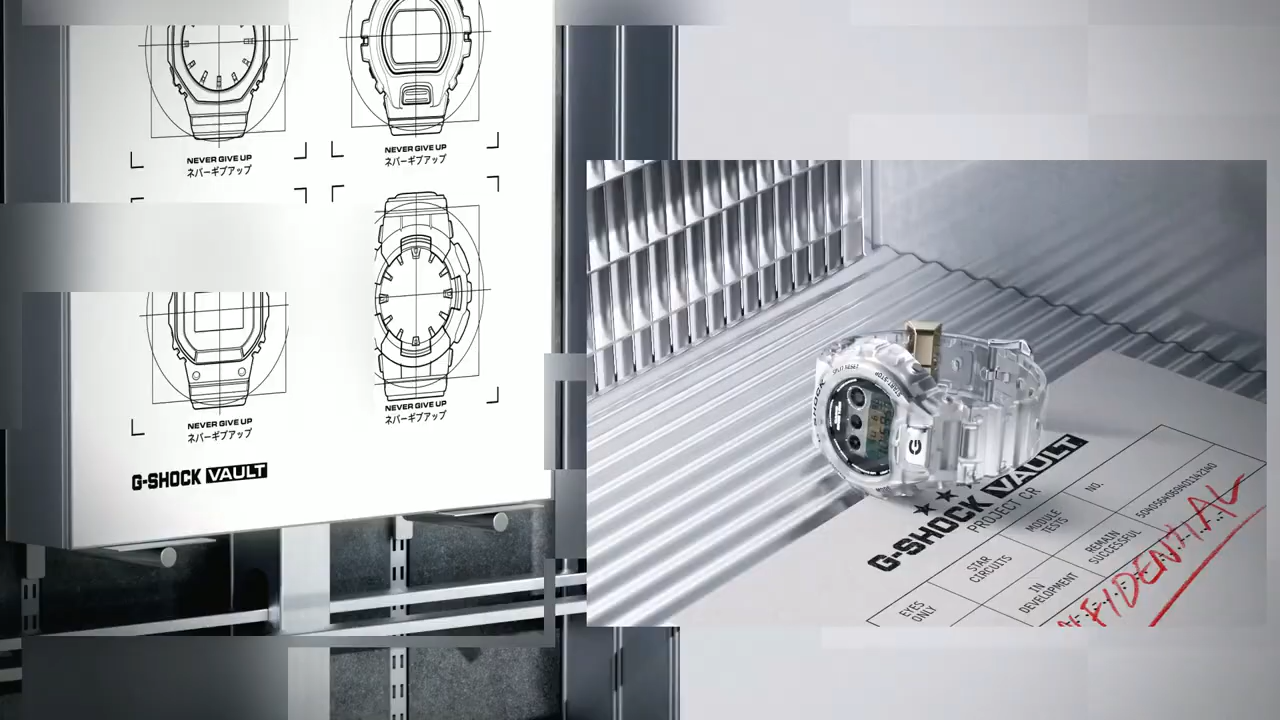 NEVER GIVE UP
ネバーギブアップ
NEVER GIVE UP
ネバーギブアップ
NEVER GIVE UP
ネバーギブアップ
NEVER GIVE UP
ネバーギブアップ
G-SHOCK VAULT
SPLIT RESET
G
G-SHOCK VAULT
PROJECT CR
EYES
ONLY
STAR
CIRCUITS
MODULE
TESTS
NO.
IN
DEVELOPMENT
REMAIN
SUCCESSFUL